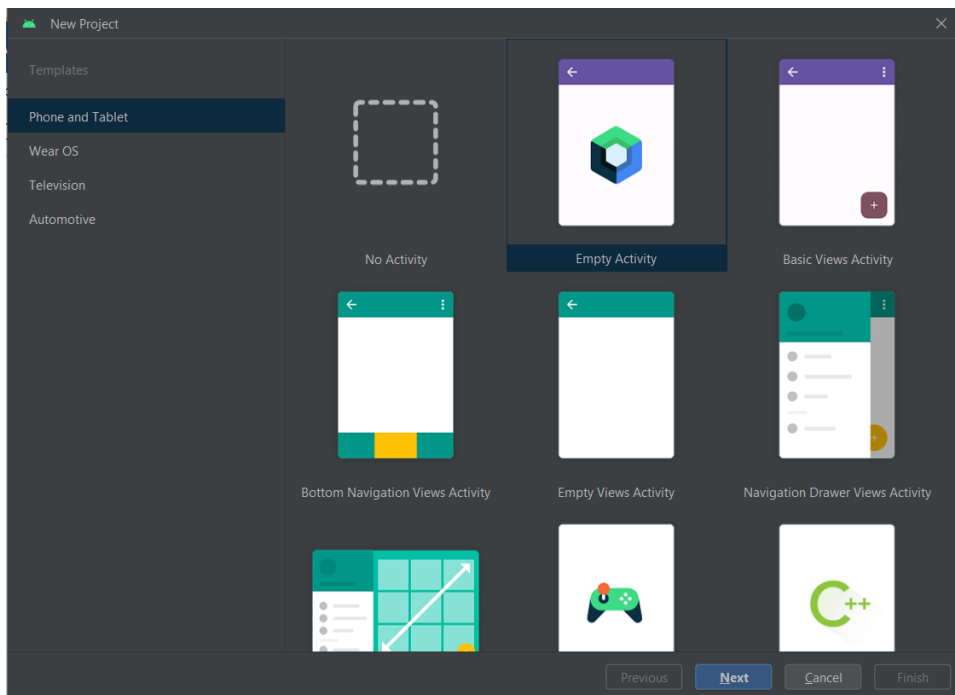 New Project
Templates
Phone and Tablet
Wear OS
Television
Automotive
No Activity
Empty Activity
Basic Views Activity
Bottom Navigation Views Activity
Empty Views Activity
Navigation Drawer Views Activity
C++
Previous
Next
Cancel
Finish